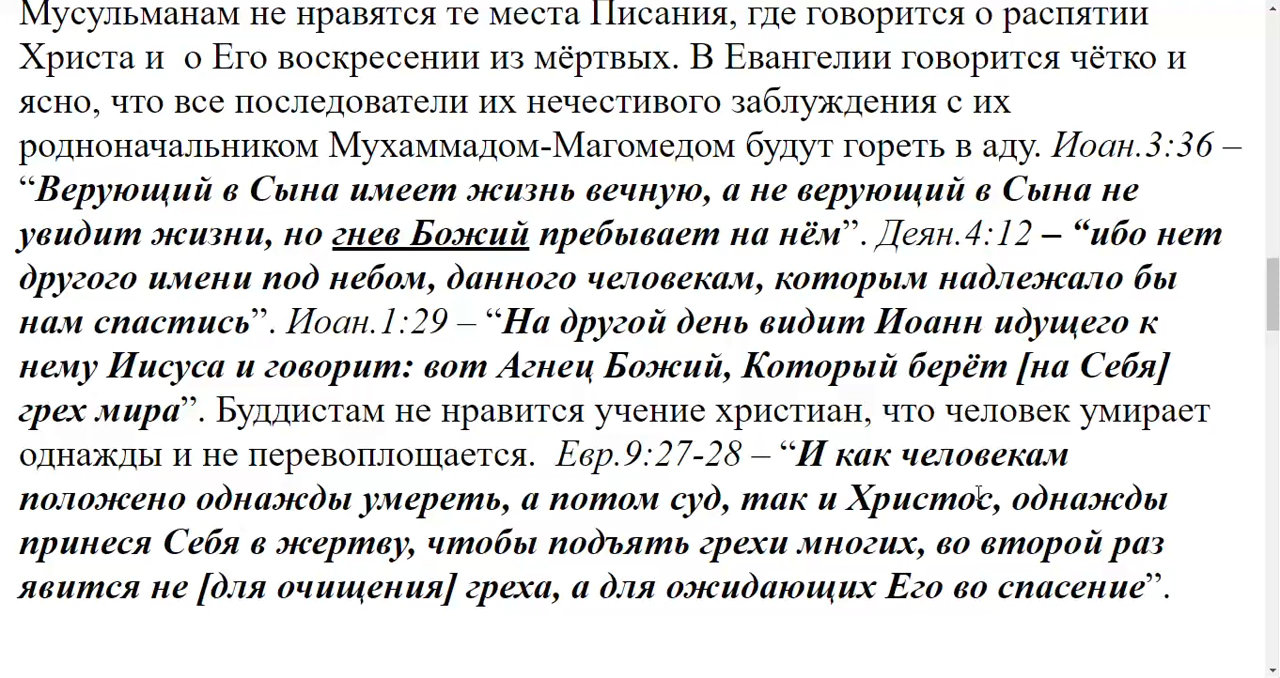 Мусульманам не нравятся те места Писания, где говорится о распятии
Христа и  о Его воскресении из мёртвых. В Евангелии говорится чётко и
ясно, что все последователи их нечестивого заблуждения с их
родноначальником Мухаммадом-Магомедом будут гореть в аду. Иоан.3:36 –
“Верующий в Сына имеет жизнь вечную, а не верующий в Сына не
увидит жизни, но гнев Божий пребывает на нём”. Деян.4:12 – “ибо нет
другого имени под небом, данного человекам, которым надлежало бы
нам спастись”. Иоан.1:29 – “На другой день видит Иоанн идущего к
нему Иисуса и говорит: вот Агнец Божий, Который берёт [на Себя]
грех мира”. Буддистам не нравится учение христиан, что человек умирает
однажды и не перевоплощается.  Евр.9:27-28 – “И как человекам
положено однажды умереть, а потом суд, так и Христос, однажды
принеся Себя в жертву, чтобы подъять грехи многих, во второй раз
явится не [для очищения] греха, а для ожидающих Его во спасение”.